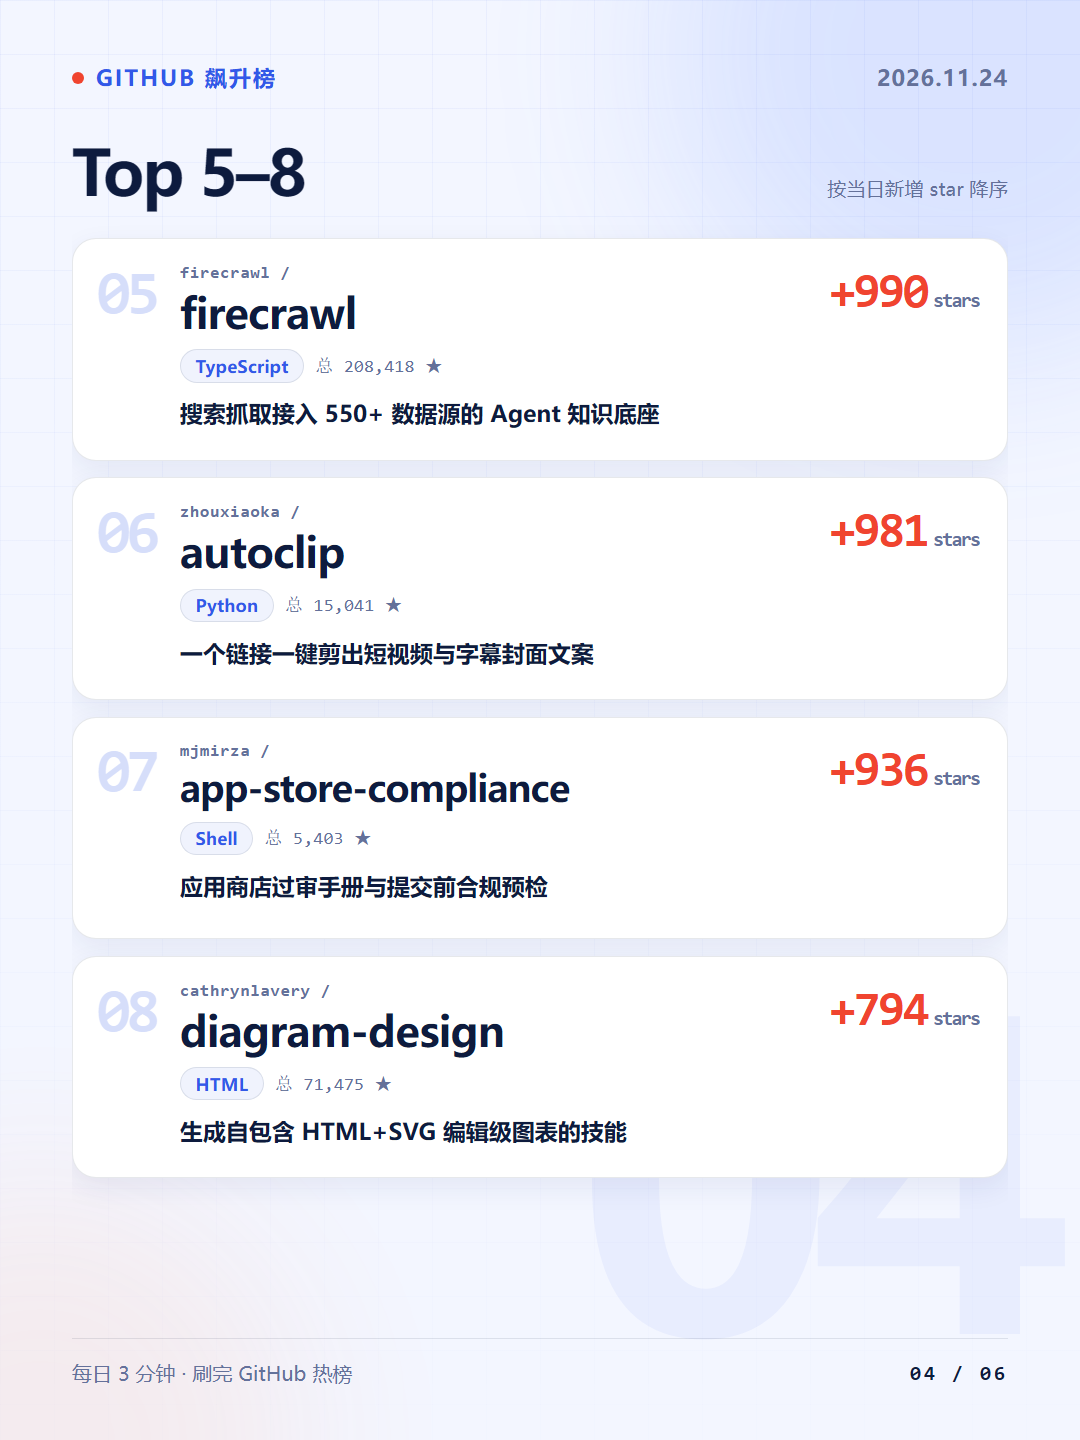 GITHUB 飙升榜
2026.11.24
Top 5–8
按当日新增 star 降序
05
firecrawl /
firecrawl
+990 stars
TypeScript 总 208,418 ★
搜索抓取接入 550+ 数据源的 Agent 知识底座
06
zhouxiaoka /
autoclip
+981 stars
Python 总 15,041 ★
一个链接一键剪出短视频与字幕封面文案
07
mjmirza /
app-store-compliance
+936 stars
Shell 总 5,403 ★
应用商店过审手册与提交前合规预检
08
cathrynlavery /
diagram-design
+794 stars
HTML 总 71,475 ★
生成自包含 HTML+SVG 编辑级图表的技能
04
每日 3 分钟 · 刷完 GitHub 热榜
04 / 06